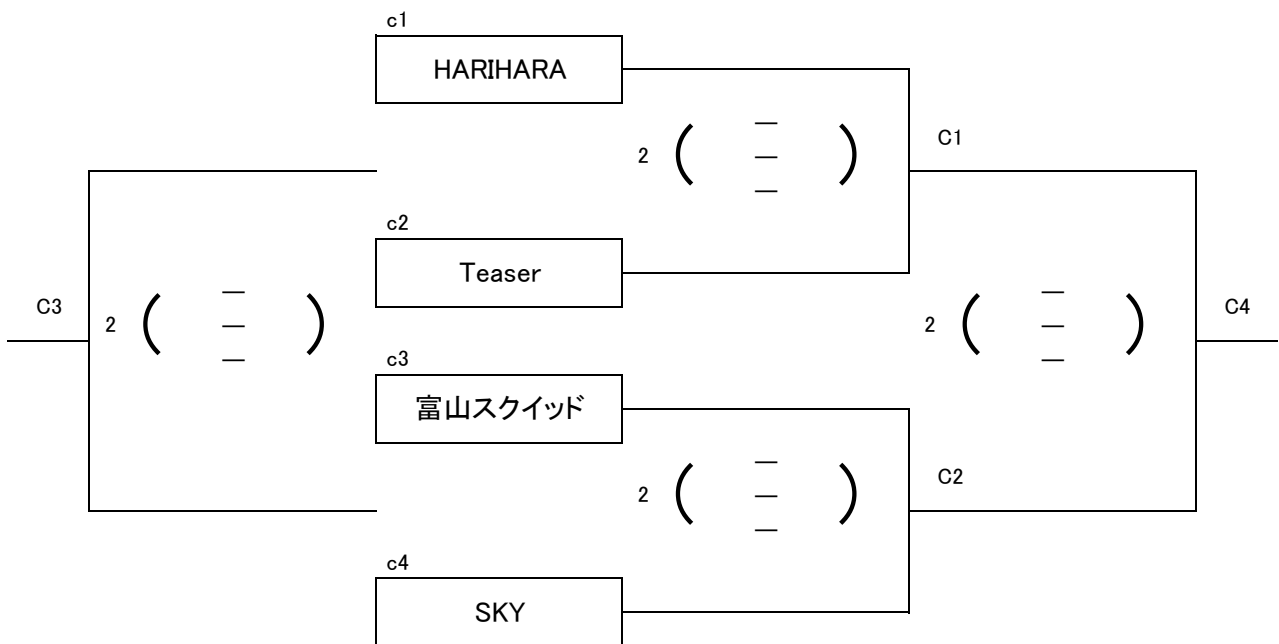 c1
HARIHARA
2 ( — — — )
C1
c2
Teaser
C3
2 ( — — — )
2 ( — — — )
C4
c3
富山スクイッド
2 ( — — — )
C2
c4
SKY